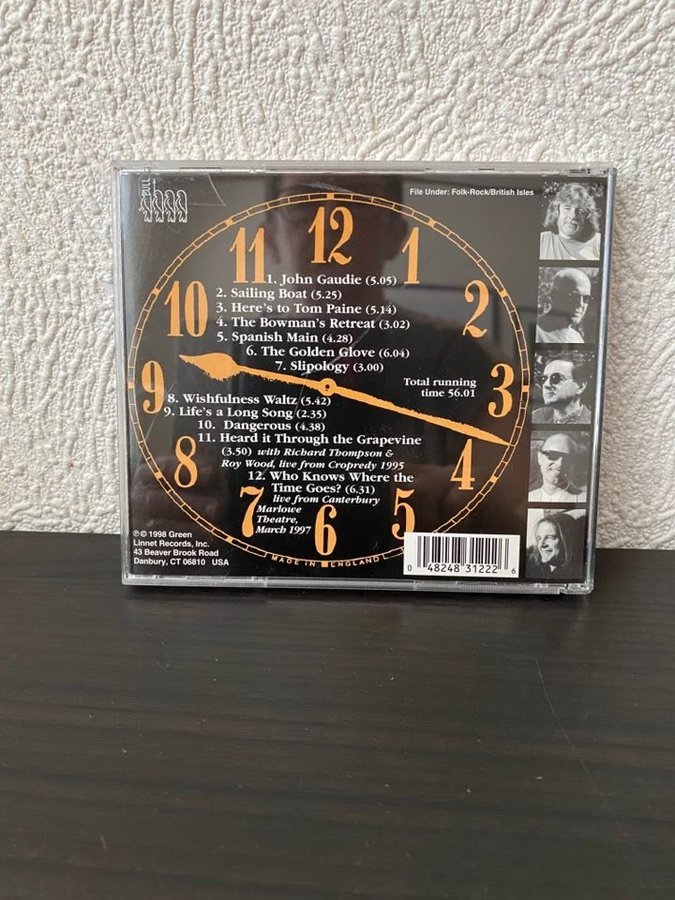 File Under: Folk-Rock/British Isles
12
11
1
10
2
9
3
8
4
7
5
6
1. John Gaudie (5.05)
2. Sailing Boat (5.25)
3. Here's to Tom Paine (5.14)
4. The Bowman's Retreat (3.02)
5. Spanish Main (4.28)
6. The Golden Glove (6.04)
7. Slipology (3.00)
Total running
time 56.01
8. Wishfulness Waltz (5.42)
9. Life's a Long Song (2.35)
10. Dangerous (4.38)
11. Heard it Through the Grapevine
(3.50) with Richard Thompson &
Roy Wood, live from Cropredy 1995
12. Who Knows Where the
Time Goes? (6.31)
live from Canterbury
Marlowe
Theatre,
March 1997
℗© 1998 Green
Linnet Records, Inc.
43 Beaver Brook Road
Danbury, CT 06810 USA
MADE IN ENGLAND
0 48248 31222 6